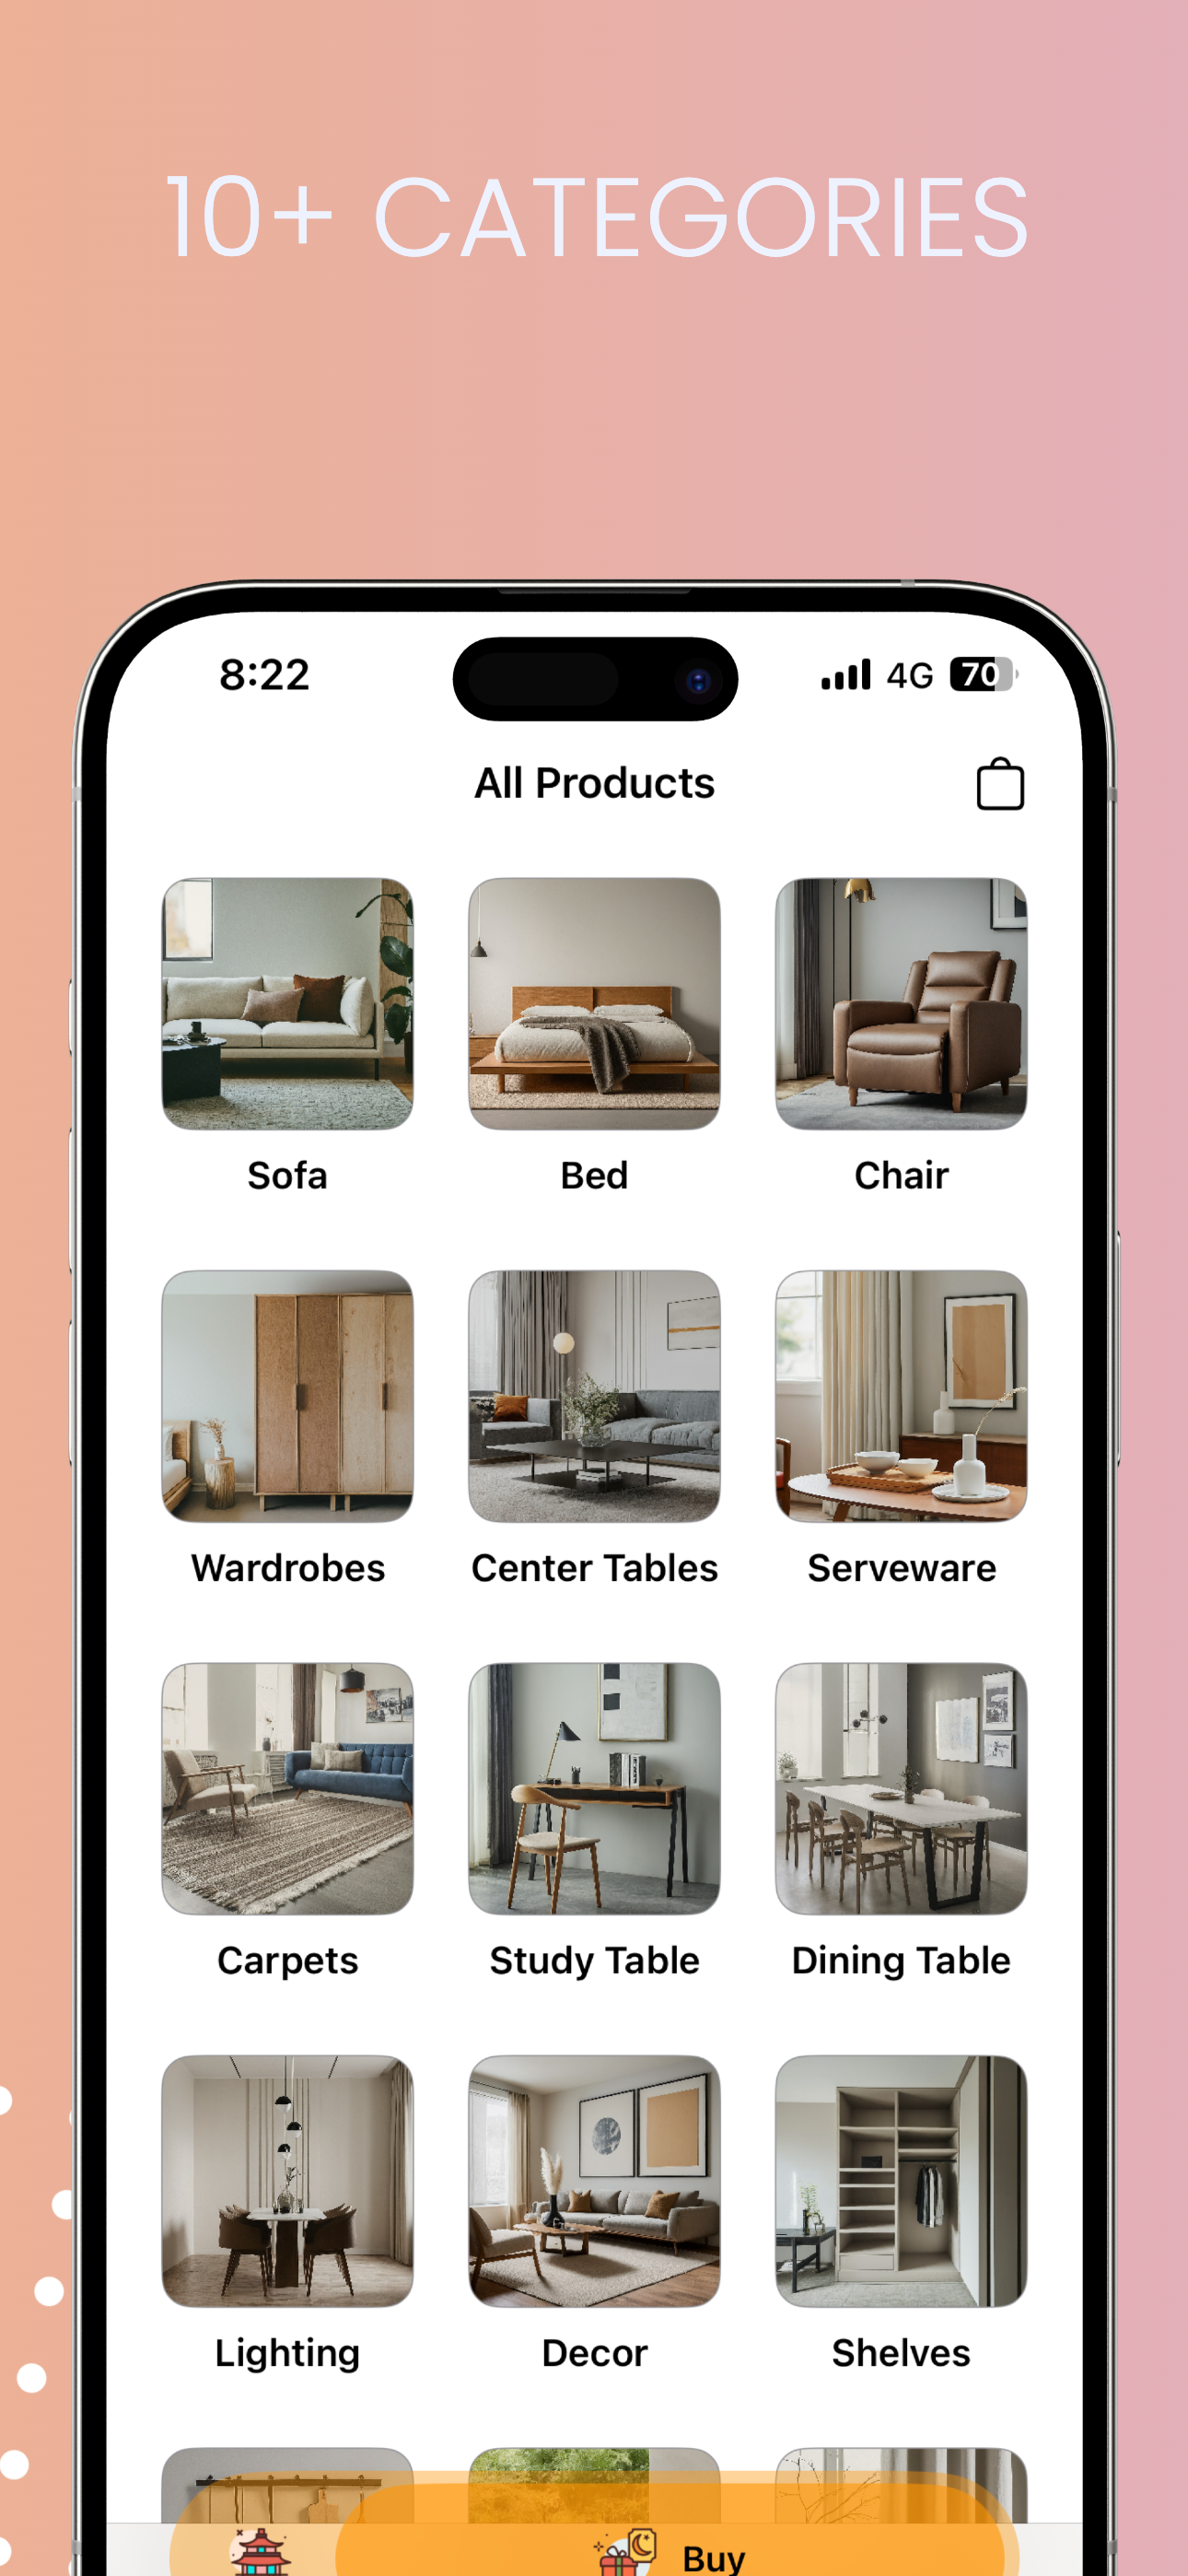 10+ CATEGORIES
8:22
4G 70
All Products
Sofa Bed Chair
Wardrobes Center Tables Serveware
Carpets Study Table Dining Table
Lighting Decor Shelves
Buy